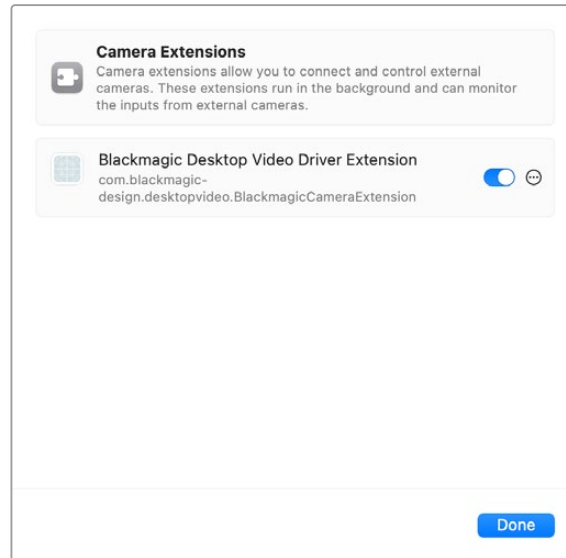 Camera Extensions
Camera extensions allow you to connect and control external
cameras. These extensions run in the background and can monitor
the inputs from external cameras.
Blackmagic Desktop Video Driver Extension
com.blackmagic-
design.desktopvideo.BlackmagicCameraExtension
Done